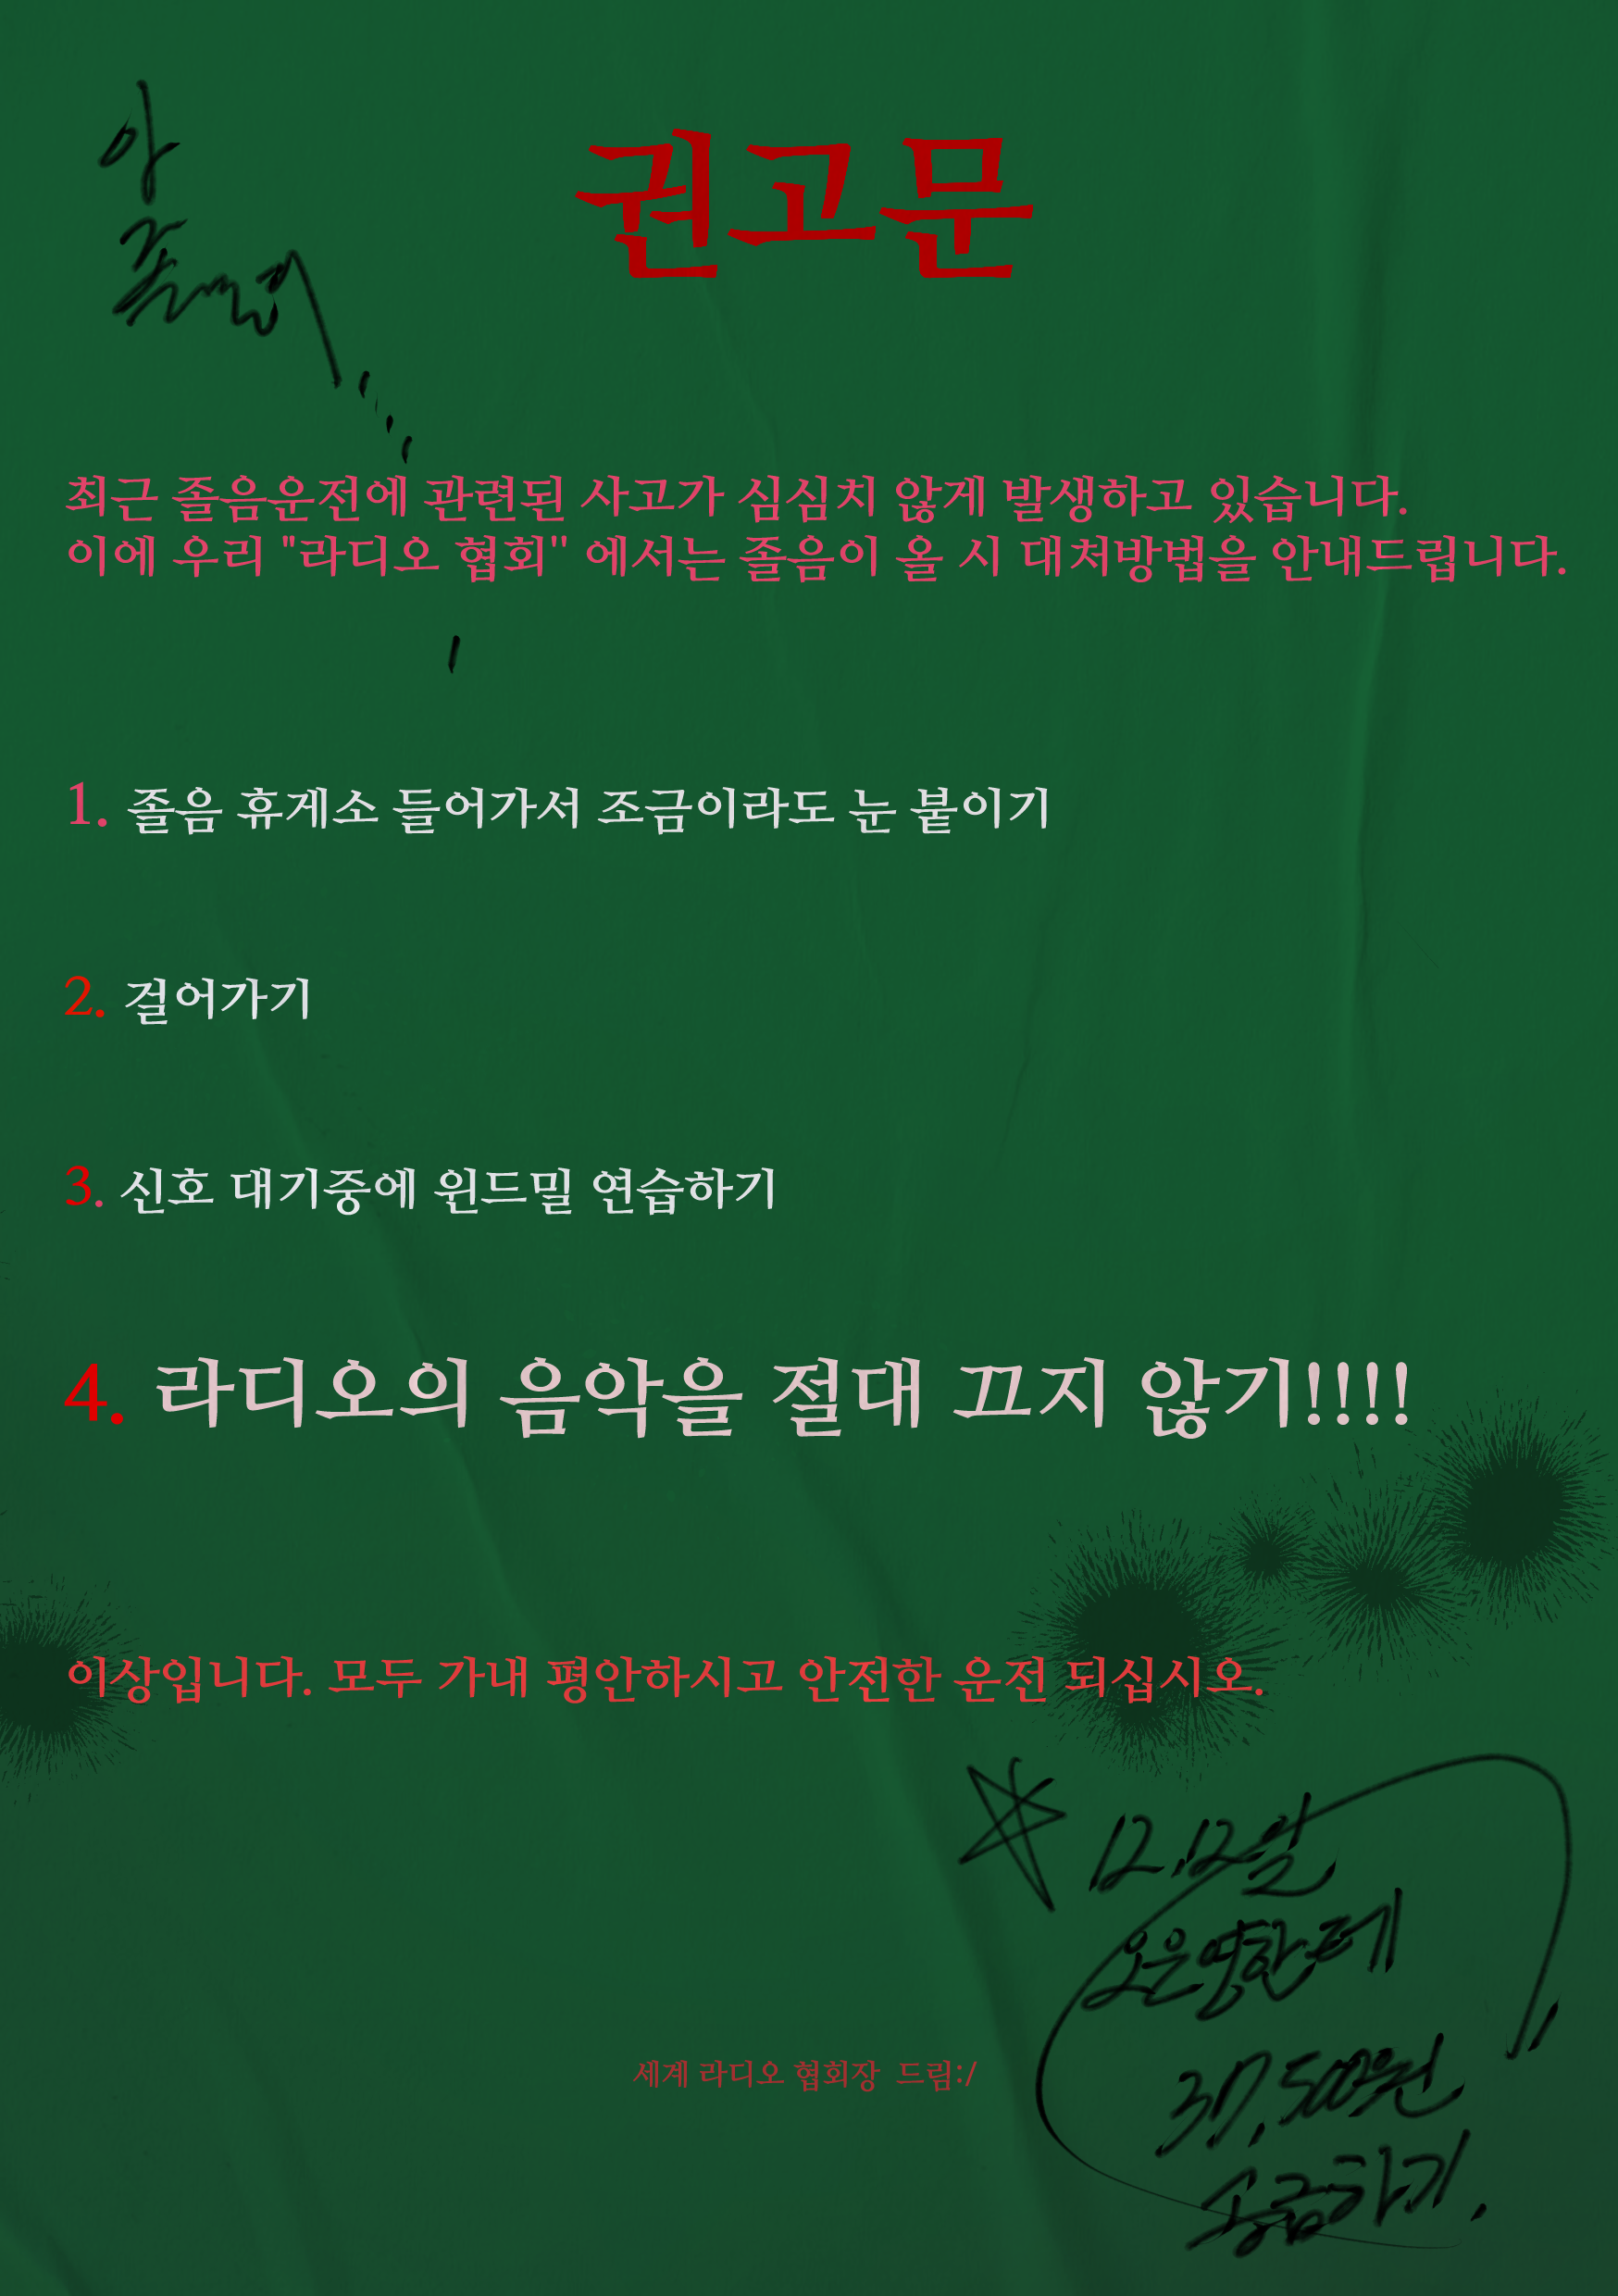 아
졸려
권고문
최근 졸음운전에 관련된 사고가 심심치 않게 발생하고 있습니다.
이에 우리 "라디오 협회" 에서는 졸음이 올 시 대처방법을 안내드립니다.
1. 졸음 휴게소 들어가서 조금이라도 눈 붙이기
2. 걸어가기
3. 신호 대기중에 윈드밀 연습하기
4. 라디오의 음악을 절대 끄지 않기!!!!
이상입니다. 모두 가내 평안하시고 안전한 운전 되십시오.
12.12일
오은영한테
37,500원
송금하기.
세계 라디오 협회장 드림:/